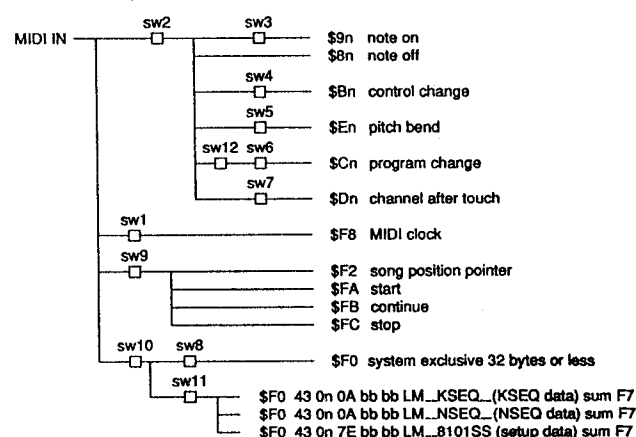 sw2 sw3
MIDI IN $9n note on
$8n note off
sw4
$Bn control change
sw5
$En pitch bend
sw12 sw6
$Cn program change
sw7
$Dn channel after touch
sw1
$F8 MIDI clock
sw9
$F2 song position pointer
$FA start
$FB continue
$FC stop
sw10 sw8
$F0 system exclusive 32 bytes or less
sw11
$F0 43 0n 0A bb bb LM__KSEQ__(KSEQ data) sum F7
$F0 43 0n 0A bb bb LM__NSEQ__(NSEQ data) sum F7
$F0 43 0n 7E bb bb LM__8101SS (setup data) sum F7